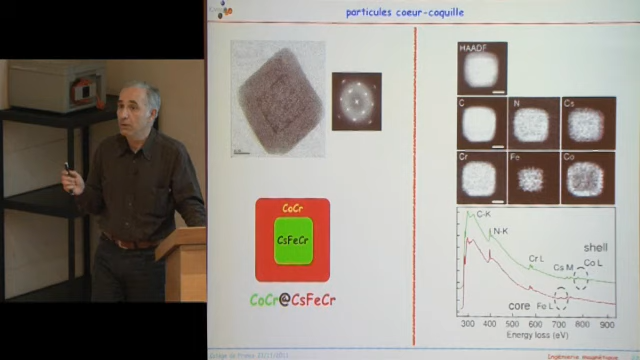 particules coeur-coquille
CoCr
CsFeCr
CoCr@CsFeCr
HAADF
C
N
Cs
Cr
Fe
Co
C-K
N-K
Cr L
Cs M
Co L
shell
core
Fe L
300 400 500 600 700 800 900
Energy loss (eV)
Ingénierie magnétique